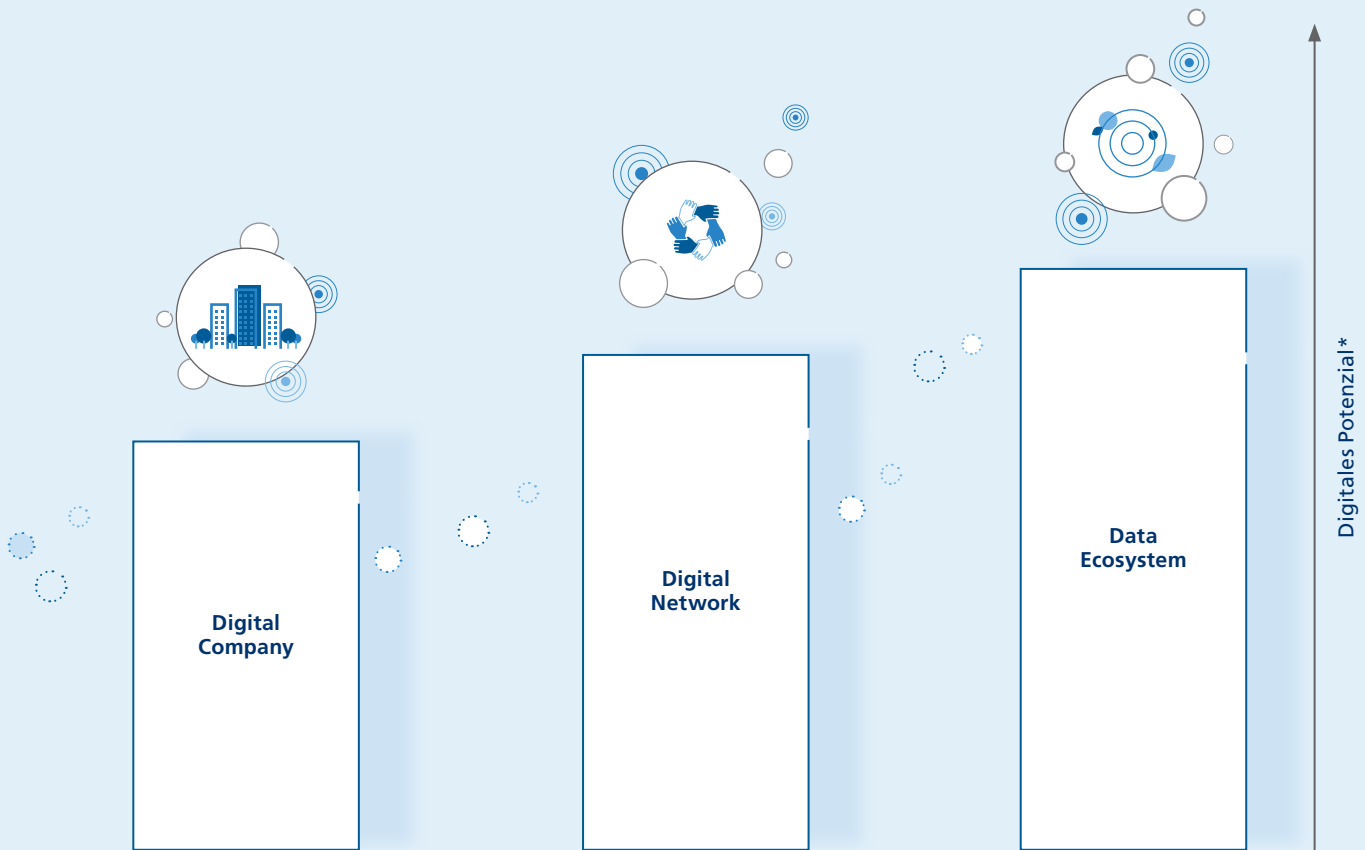 Digital
Company
Digital
Network
Data
Ecosystem
Digitales Potenzial*